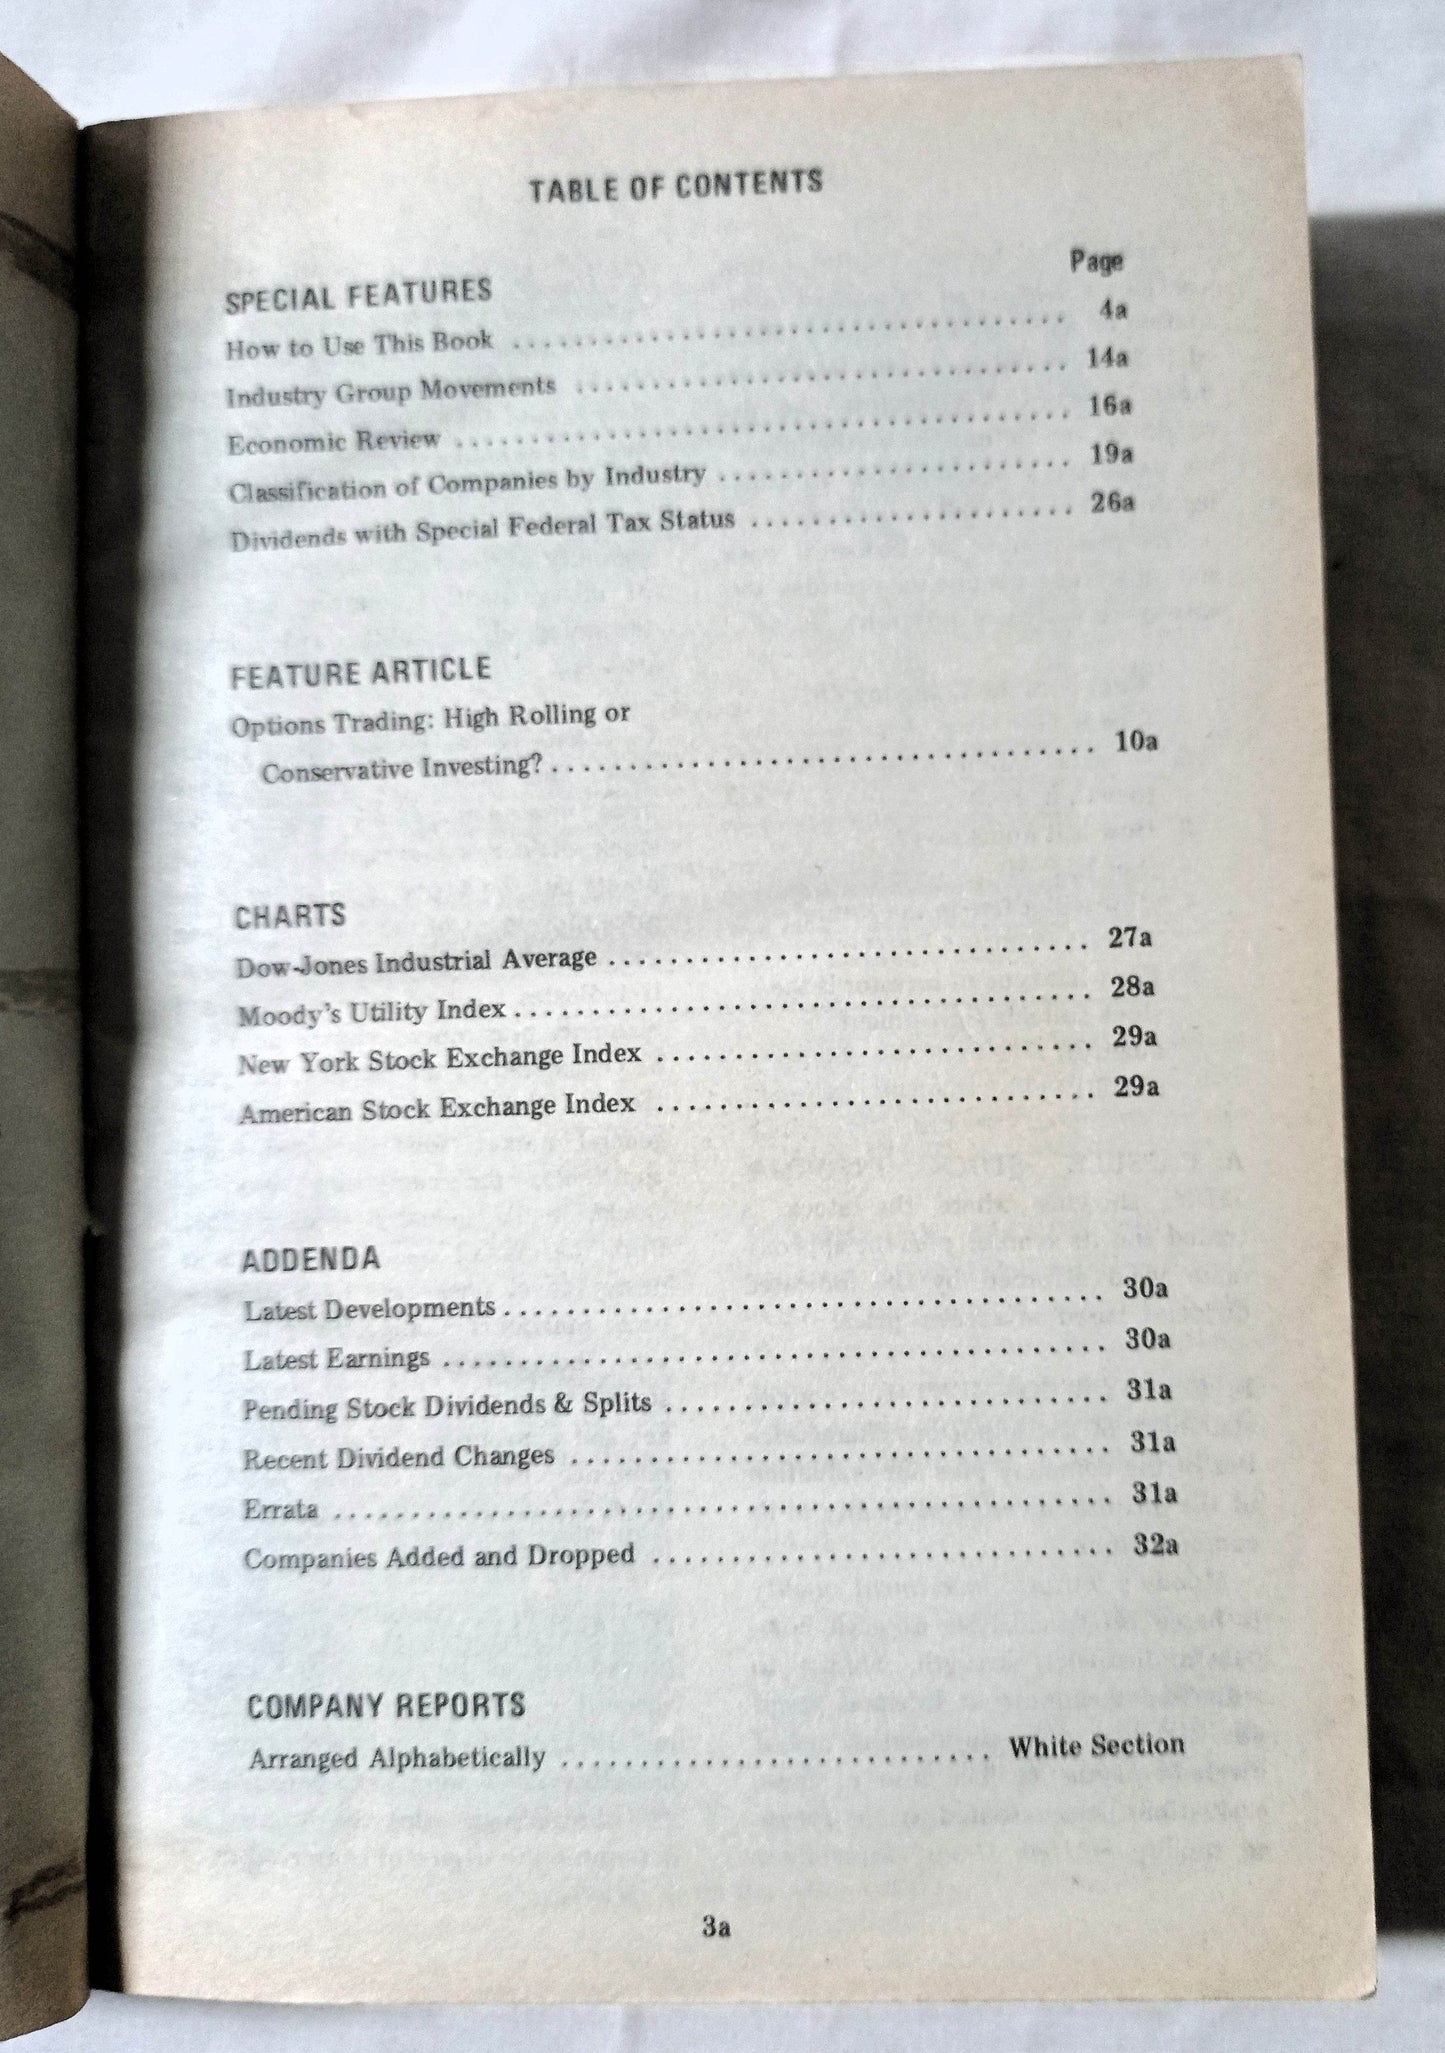 TABLE OF CONTENTS
Page
SPECIAL FEATURES
How to Use This Book .................................... 4a
Industry Group Movements ................................ 14a
Economic Review ........................................ 16a
Classification of Companies by Industry ....................... 19a
Dividends with Special Federal Tax Status ..................... 26a
FEATURE ARTICLE
Options Trading: High Rolling or
Conservative Investing? ................................... 10a
CHARTS
Dow-Jones Industrial Average ............................... 27a
Moody's Utility Index ..................................... 28a
New York Stock Exchange Index ............................ 29a
American Stock Exchange Index ............................ 29a
ADDENDA
Latest Developments ....................................... 30a
Latest Earnings ........................................... 30a
Pending Stock Dividends & Splits ............................. 31a
Recent Dividend Changes ................................... 31a
Errata .................................................. 31a
Companies Added and Dropped .............................. 32a
COMPANY REPORTS
Arranged Alphabetically ............................ White Section
3a